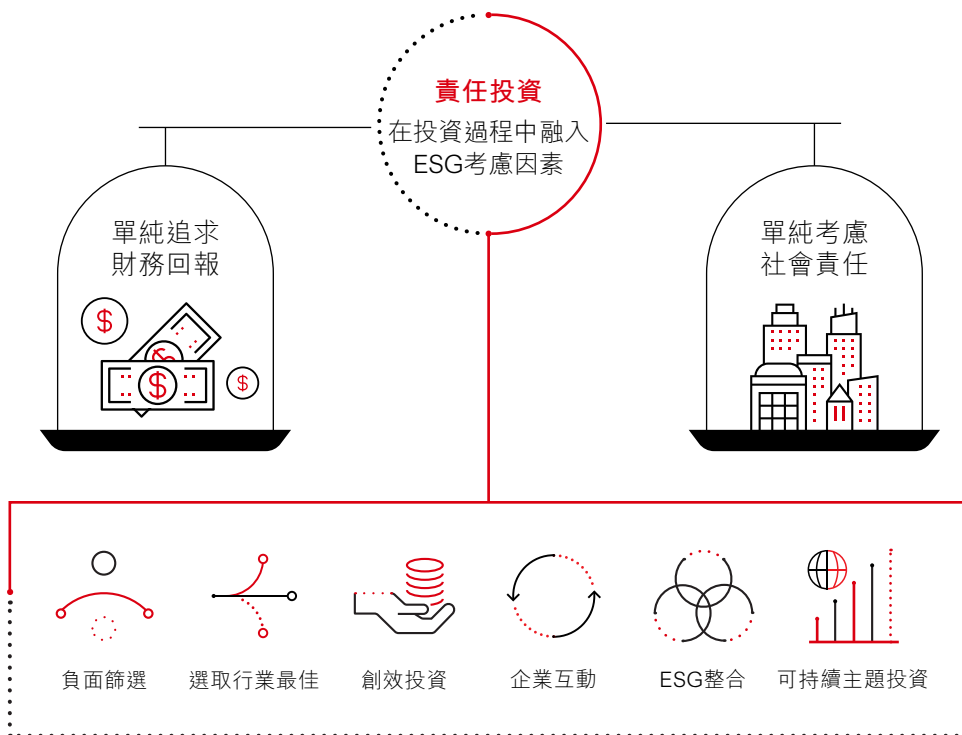 責任投資
在投資過程中融入
ESG考慮因素
單純追求
財務回報
單純考慮
社會責任
$
$
$
負面篩選
選取行業最佳
創效投資
企業互動
ESG整合
可持續主題投資